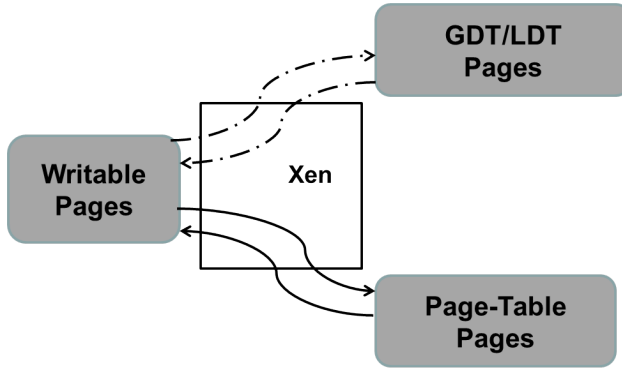 GDT/LDT
Pages
Writable
Pages
Xen
Page-Table
Pages